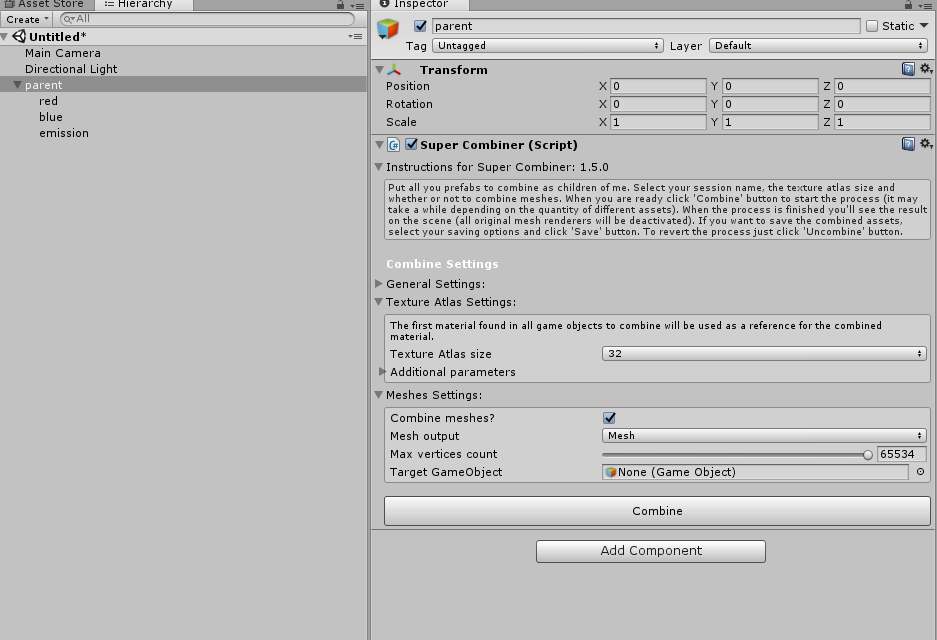 Asset Store
Hierarchy
Create
All
Untitled*
Main Camera
Directional Light
parent
red
blue
emission
Inspector
parent
Static
Tag Untagged Layer Default
Transform
Position X 0 Y 0 Z 0
Rotation X 0 Y 0 Z 0
Scale X 1 Y 1 Z 1
Super Combiner (Script)
Instructions for Super Combiner: 1.5.0
Put all you prefabs to combine as children of me. Select your session name, the texture atlas size and
whether or not to combine meshes. When you are ready click 'Combine' button to start the process (it may
take a while depending on the quantity of different assets). When the process is finished you'll see the result
on the scene (all original mesh renderers will be deactivated). If you want to save the combined assets,
select your saving options and click 'Save' button. To revert the process just click 'Uncombine' button.
Combine Settings
General Settings:
Texture Atlas Settings:
The first material found in all game objects to combine will be used as a reference for the combined
material.
Texture Atlas size 32
Additional parameters
Meshes Settings:
Combine meshes?
Mesh output Mesh
Max vertices count 65534
Target GameObject None (Game Object)
Combine
Add Component